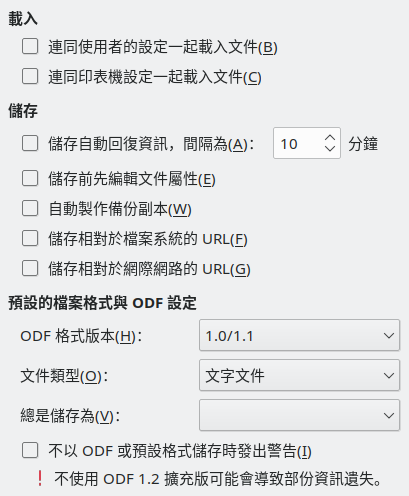 載入
連同使用者的設定一起載入文件(B)
連同印表機設定一起載入文件(C)
儲存
儲存自動回復資訊，間隔為(A)： 10 分鐘
儲存前先編輯文件屬性(E)
自動製作備份副本(W)
儲存相對於檔案系統的 URL(F)
儲存相對於網際網路的 URL(G)
預設的檔案格式與 ODF 設定
ODF 格式版本(H)： 1.0/1.1
文件類型(O)： 文字文件
總是儲存為(V)：
不以 ODF 或預設格式儲存時發出警告(I)
! 不使用 ODF 1.2 擴充版可能會導致部份資訊遺失。